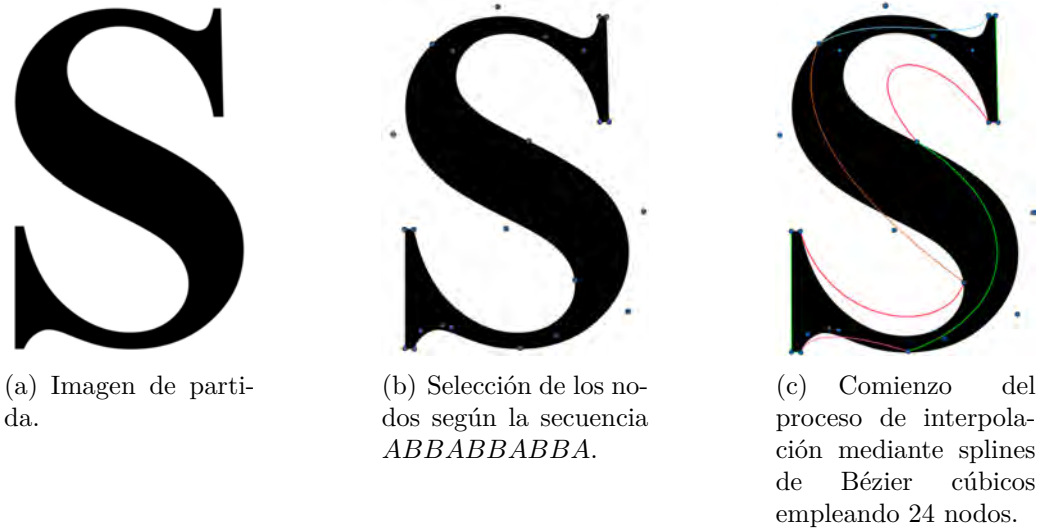 S
(a) Imagen de parti-
da.
(b) Selección de los no-
dos según la secuencia
ABBABBABBA.
(c) Comienzo del
proceso de interpola-
ción mediante splines
de Bézier cúbicos
empleando 24 nodos.